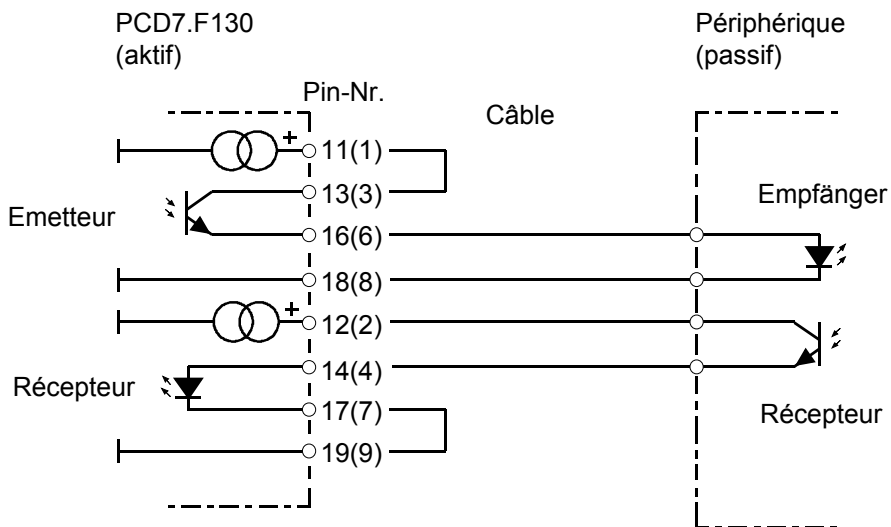 PCD7.F130
(aktif)
Périphérique
(passif)
Pin-Nr.
Câble
11(1)
13(3)
Emetteur
Empfänger
16(6)
18(8)
12(2)
14(4)
Récepteur
17(7)
Récepteur
19(9)